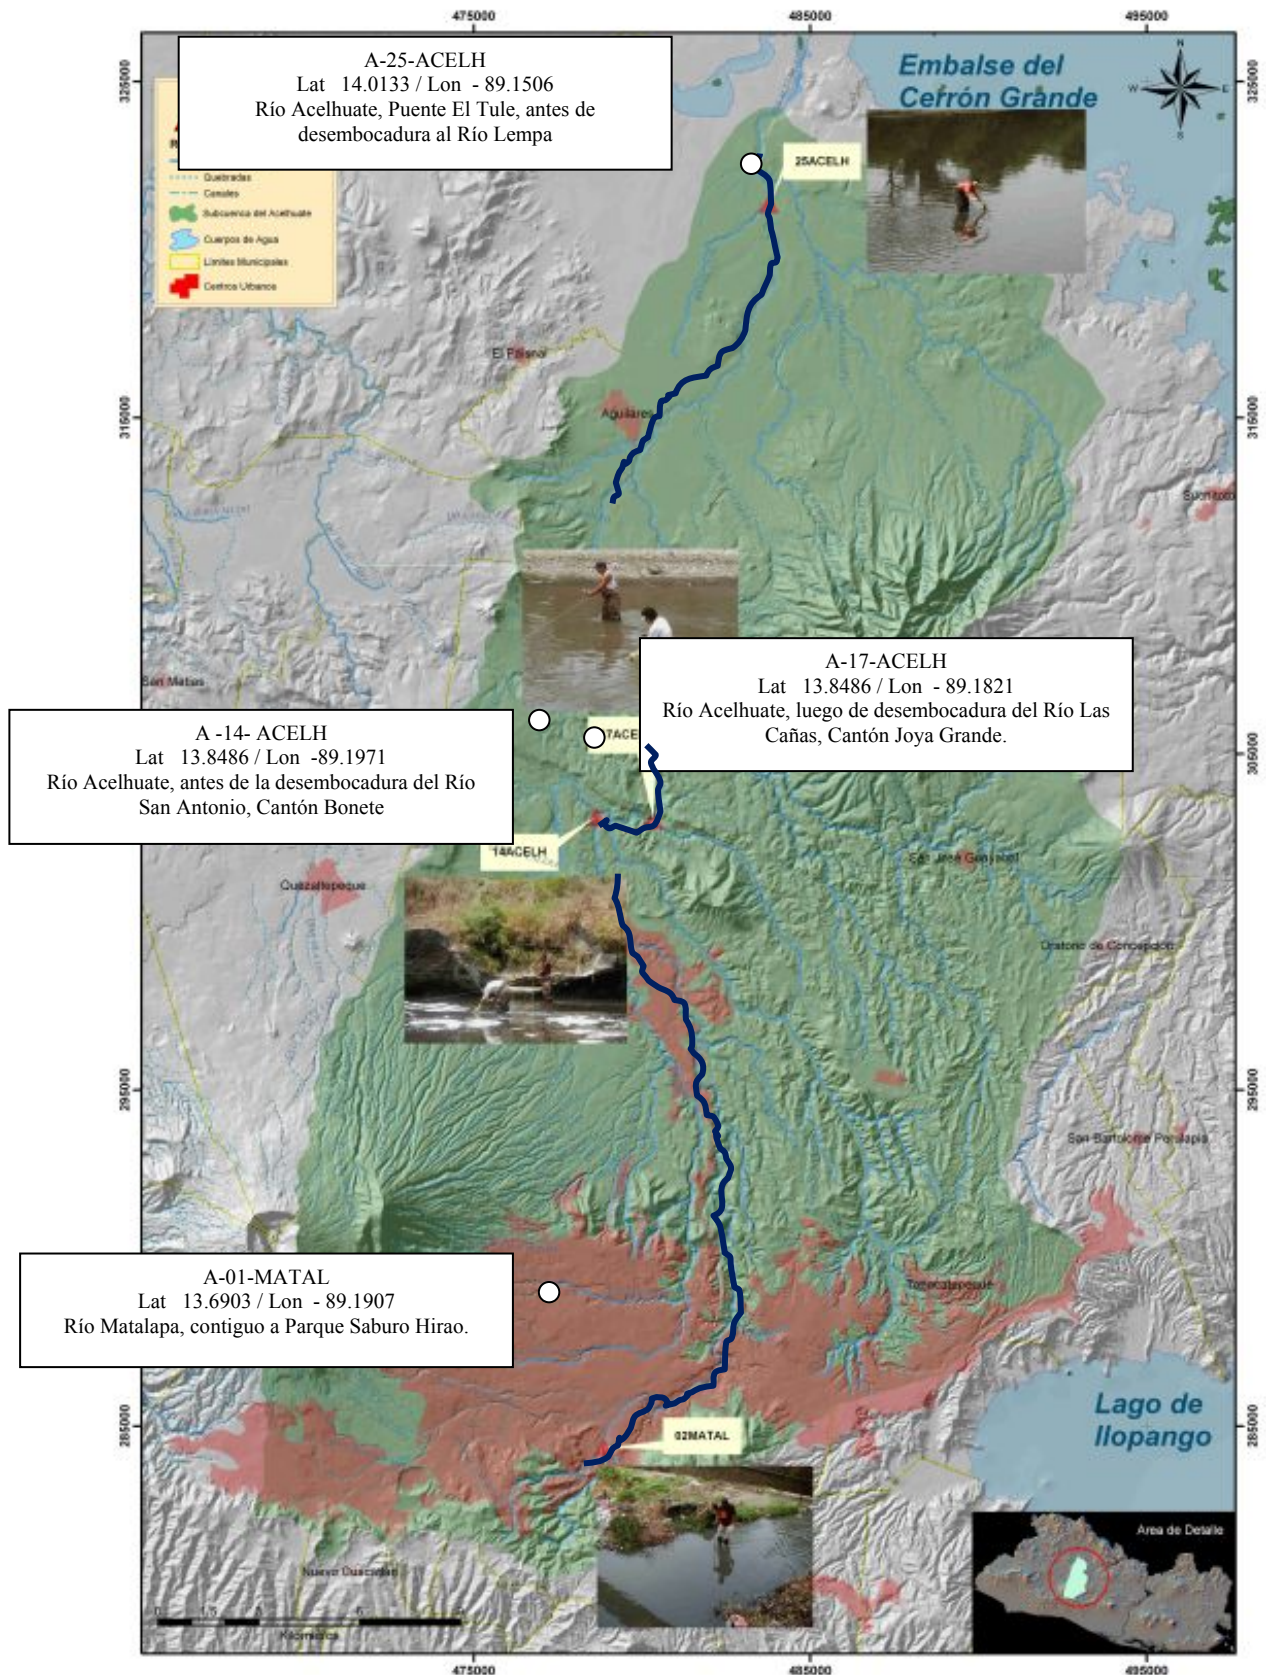 475000
485000
495000
A-25-ACELH
Lat 14.0133 / Lon - 89.1506
Río Acelhuate, Puente El Tule, antes de
desembocadura al Río Lempa
Embalse del
Cerrón Grande
N
W
E
S
325000
325000
25ACELH
Quebradas
Canales
Subcuenca del Acelhuate
Cuerpos de Agua
Límites Municipales
Centros Urbanos
El Paisnal
Aguilares
315000
315000
Suchitoto
San Matias
A-17-ACELH
Lat 13.8486 / Lon - 89.1821
Río Acelhuate, luego de desembocadura del Río Las
Cañas, Cantón Joya Grande.
7ACE
305000
A -14- ACELH
Lat 13.8486 / Lon -89.1971
Río Acelhuate, antes de la desembocadura del Río
San Antonio, Cantón Bonete
14ACELH
San José Guayabal
Quezaltepeque
Oratorio de Concepción
295000
295000
San Bartolomé Perulapia
A-01-MATAL
Lat 13.6903 / Lon - 89.1907
Río Matalapa, contiguo a Parque Saburo Hirao.
Tonacatepeque
Lago de
Ilopango
285000
285000
02MATAL
Area de Detalle
Nuevo Cuscatlán
Kilómetros
475000
485000
495000